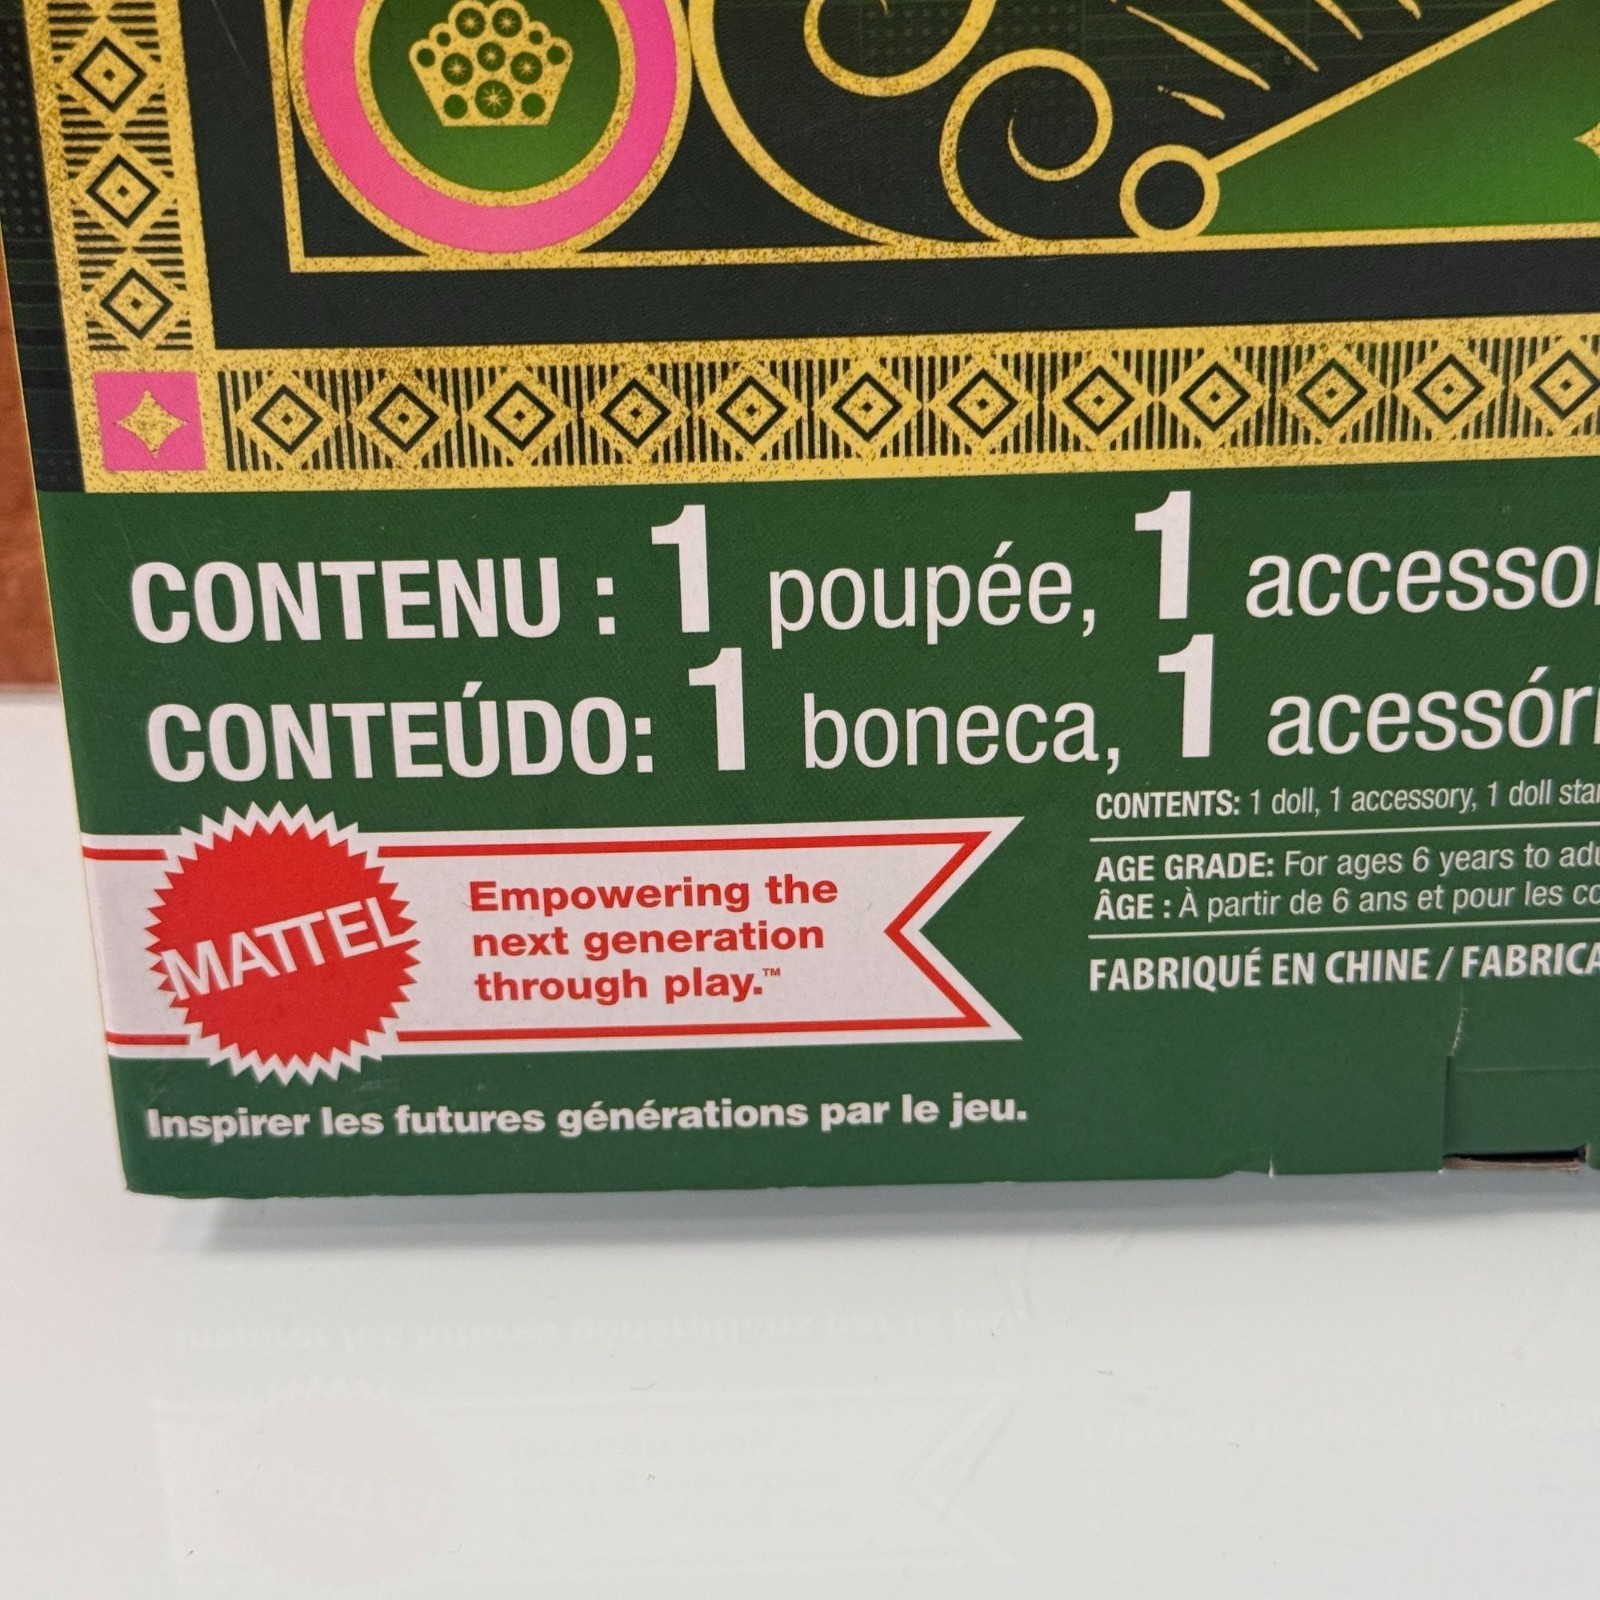 CONTENU : 1 poupée, 1
CONTEÚDO: 1 boneca, 1
CONTENTS: 1 doll, 1 accessory, 1 doll
AGE GRADE: For ages 6 years to
ÂGE : À partir de 6 ans et pour les
FABRIQUÉ EN CHINE /
MATTEL
Empowering the
next generation
through play.™
Inspirer les futures générations par le jeu.